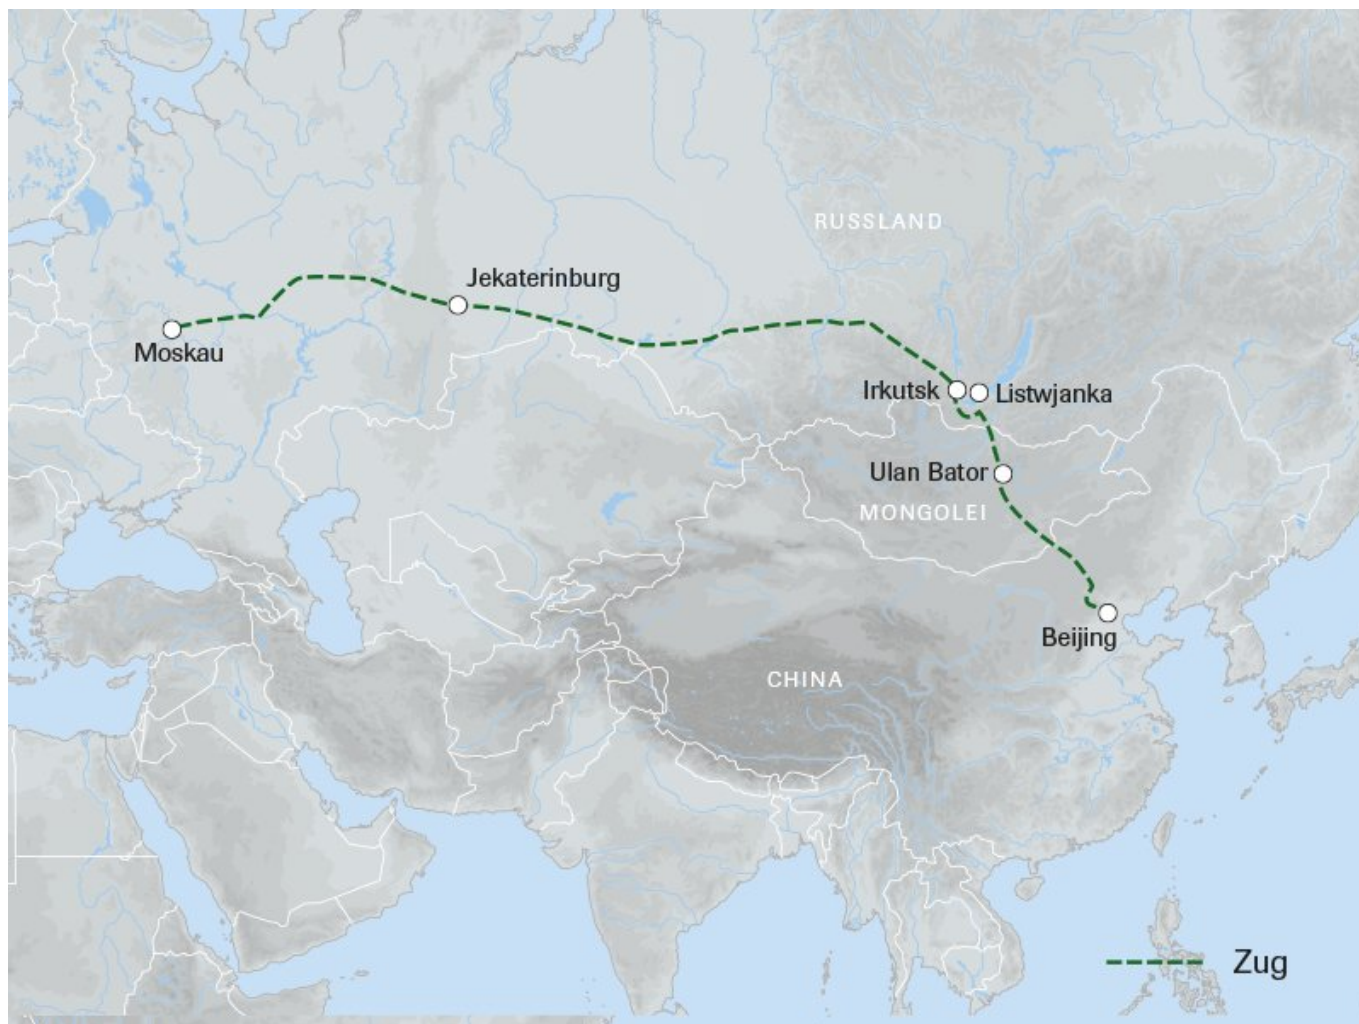 RUSSLAND
Jekaterinburg
Moskau
Irkutsk
Listwjanka
Ulan Bator
MONGOLEI
Beijing
CHINA
Zug